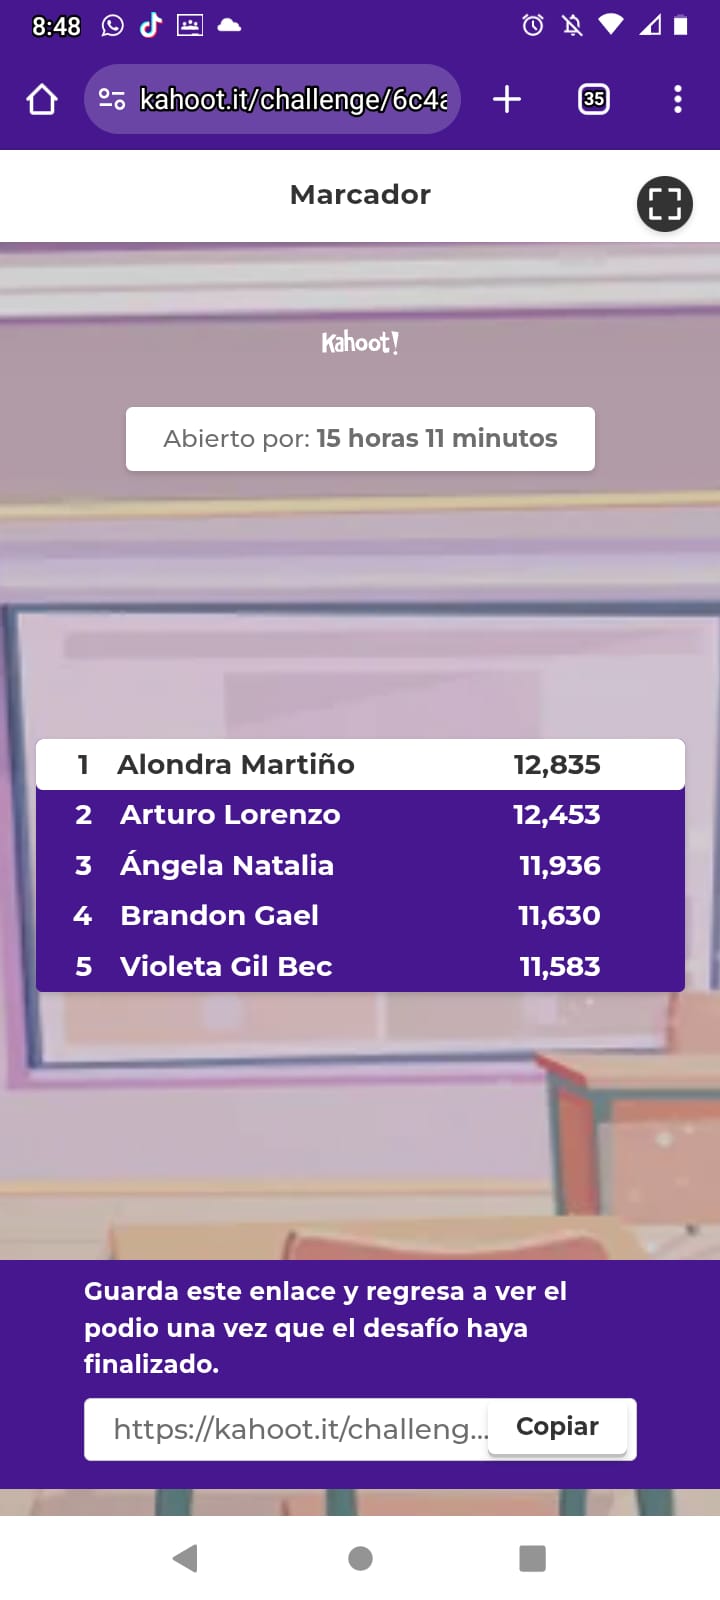 8:48
kahoot.it/challenge/6c4a
35
Marcador
Kahoot!
Abierto por: 15 horas 11 minutos
1 Alondra Martiño 12,835
2 Arturo Lorenzo 12,453
3 Ángela Natalia 11,936
4 Brandon Gael 11,630
5 Violeta Gil Bec 11,583
Guarda este enlace y regresa a ver el
podio una vez que el desafío haya
finalizado.
https://kahoot.it/challeng... Copiar